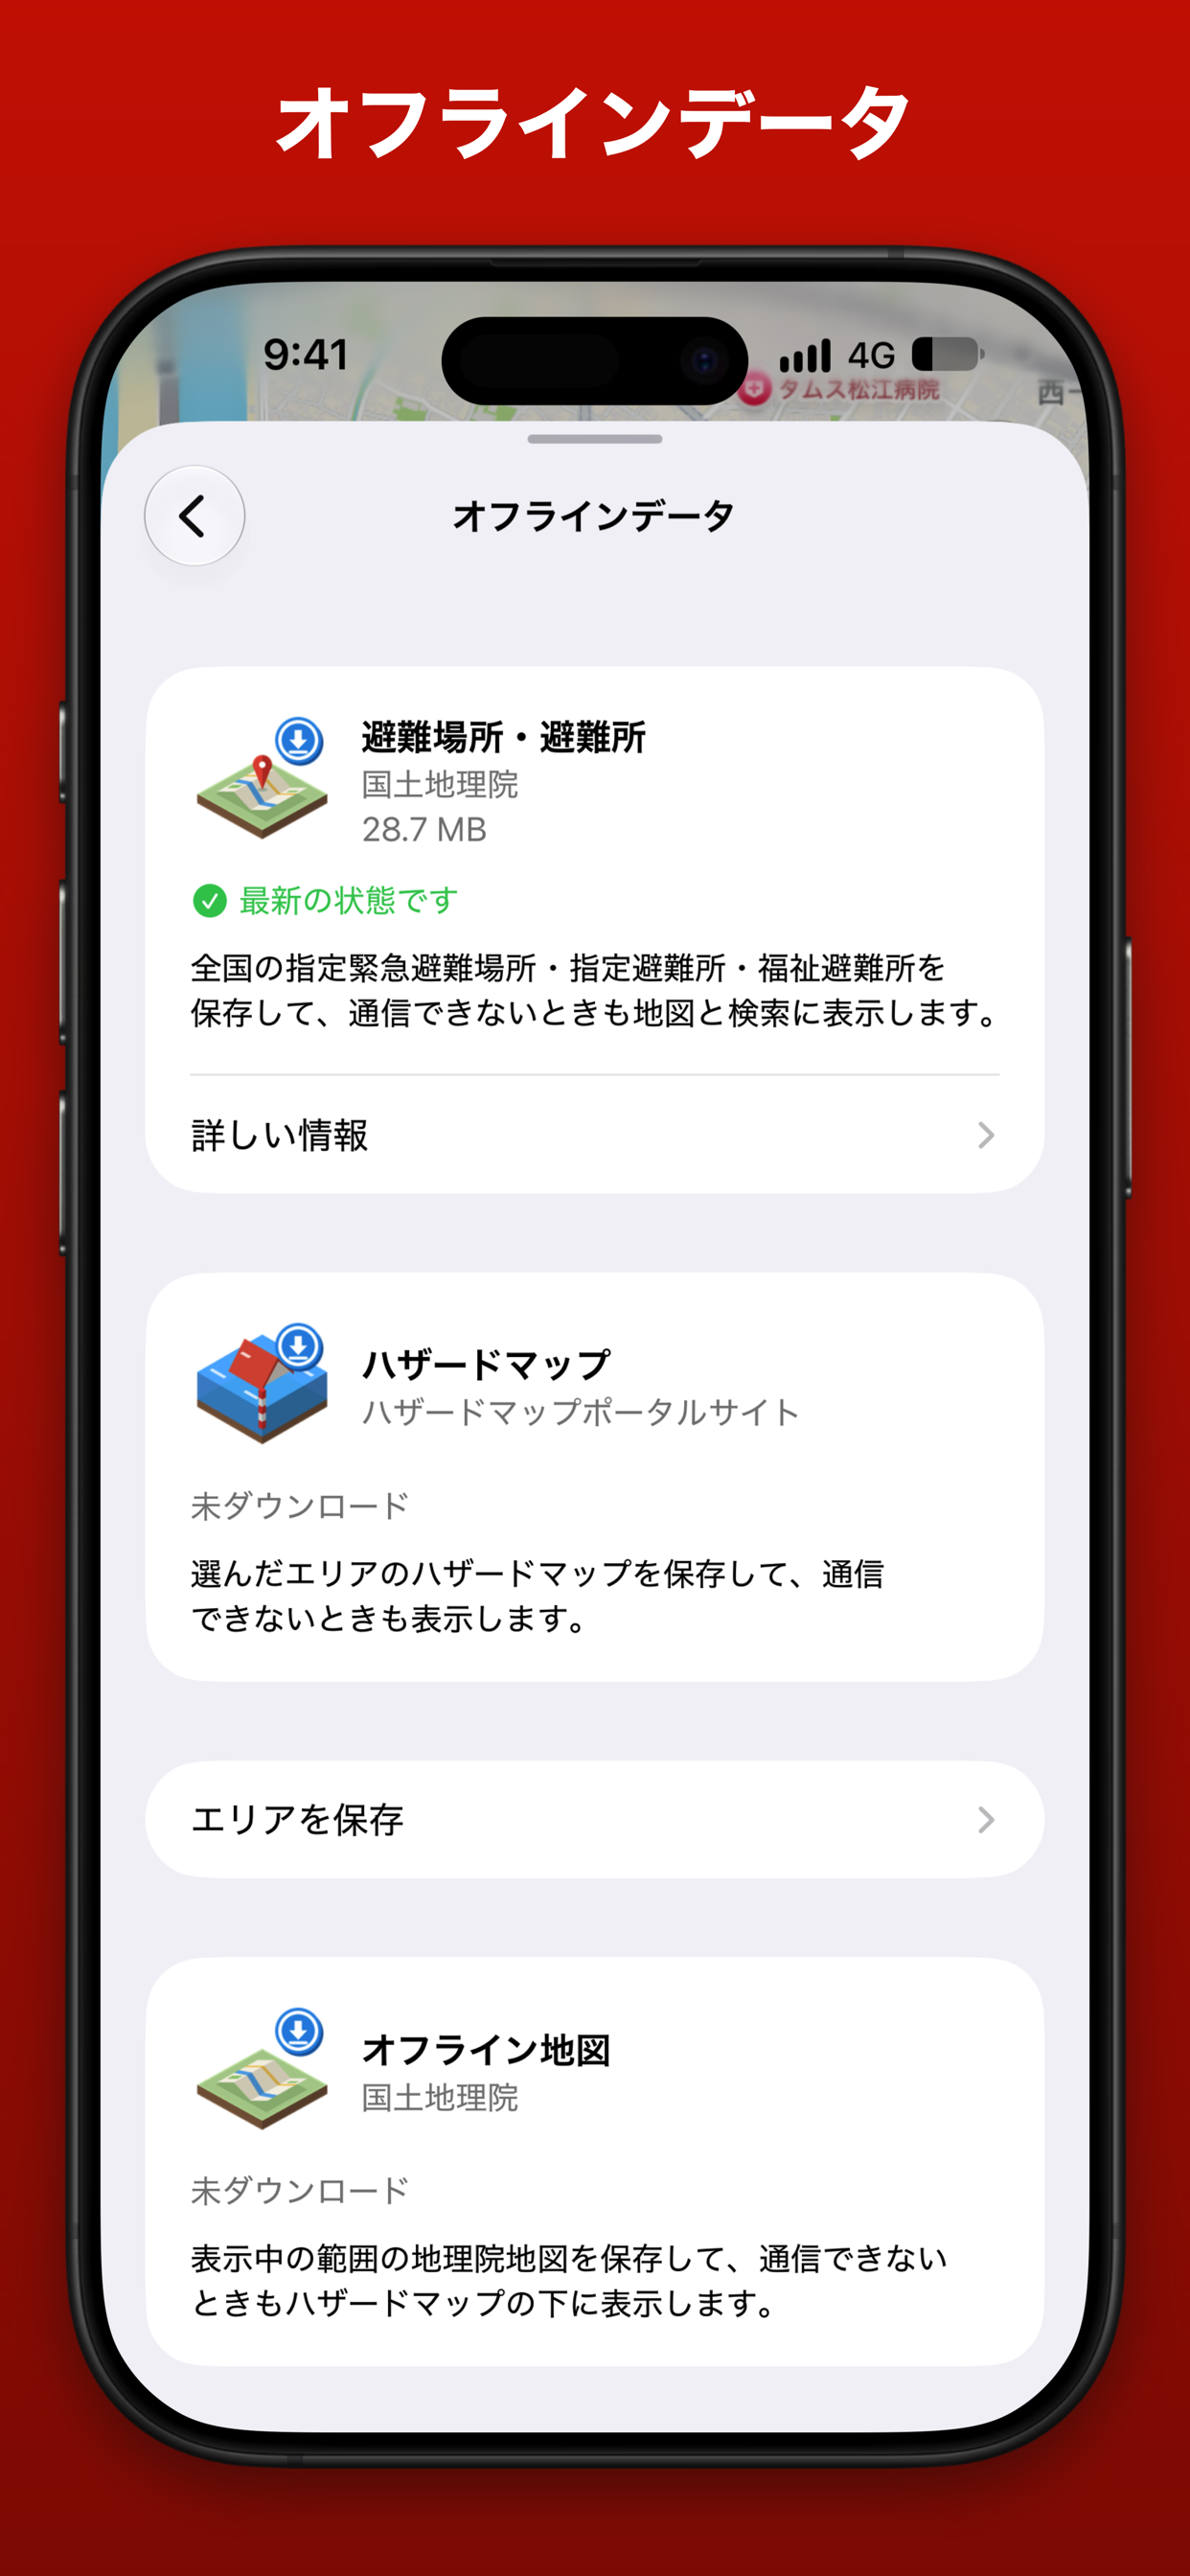 オフラインデータ
9:41
4G
タムス松江病院
西一
オフラインデータ
避難場所・避難所
国土地理院
28.7 MB
最新の状態です
全国の指定緊急避難場所・指定避難所・福祉避難所を
保存して、通信できないときも地図と検索に表示します。
詳しい情報
ハザードマップ
ハザードマップポータルサイト
未ダウンロード
選んだエリアのハザードマップを保存して、通信
できないときも表示します。
エリアを保存
オフライン地図
国土地理院
未ダウンロード
表示中の範囲の地理院地図を保存して、通信できない
ときもハザードマップの下に表示します。